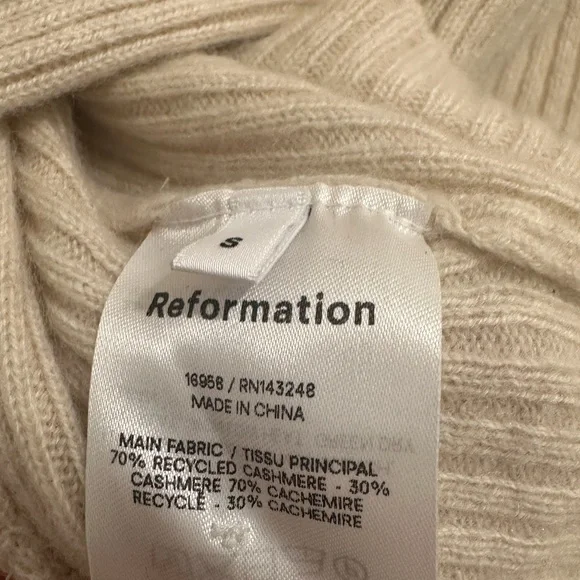 S
Reformation
16956 / RN143248
MADE IN CHINA
MAIN FABRIC / TISSU PRINCIPAL
70% RECYCLED CASHMERE - 30%
CASHMERE 70% CACHEMIRE
RECYCLE - 30% CACHEMIRE